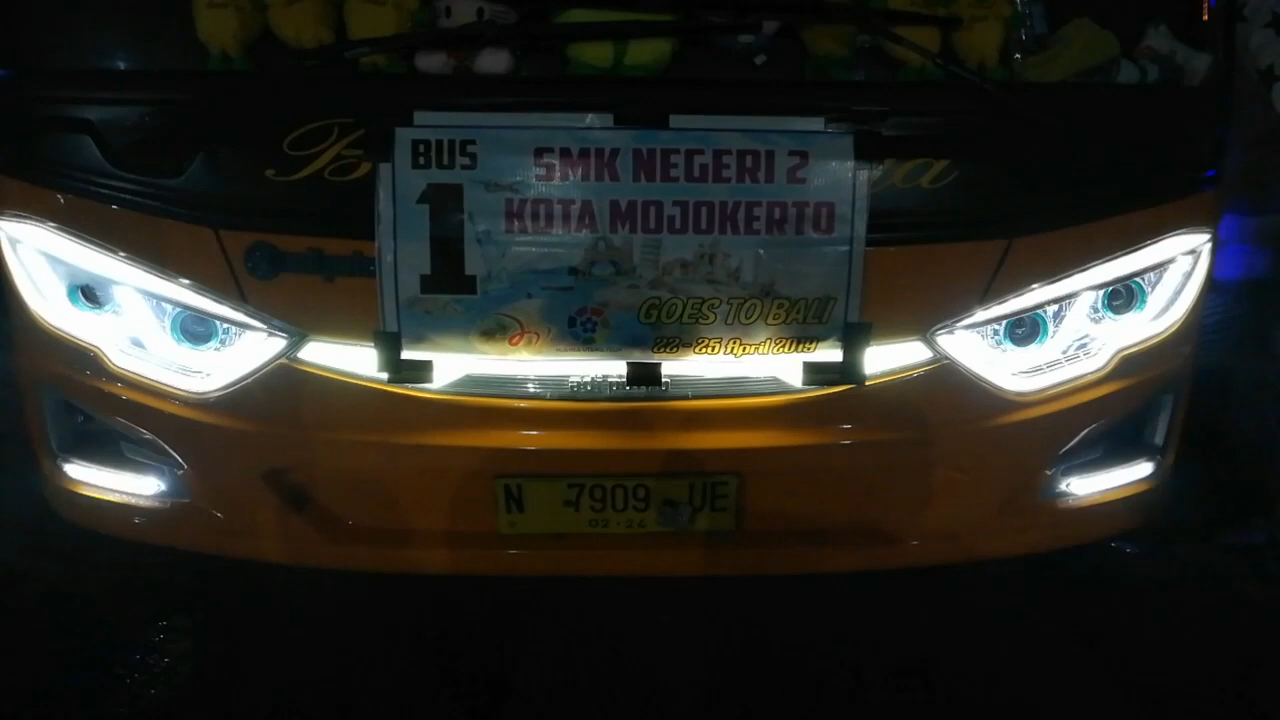 BUS
1
SMK NEGERI 2
KOTA MOJOKERTO
GOES TO BALI
22 - 25 April 2019
N 7909 UE
02 - 24